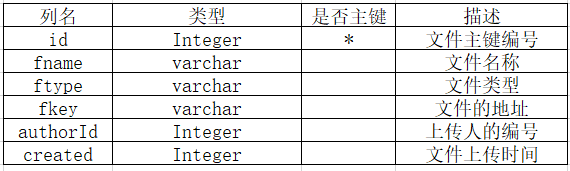 列名 类型 是否主键 描述
id Integer * 文件主键编号
fname varchar 文件名称
ftype varchar 文件类型
fkey varchar 文件的地址
authorId Integer 上传人的编号
created Integer 文件上传时间